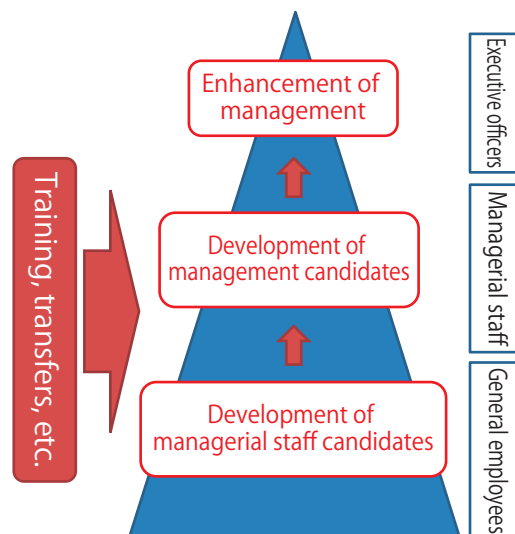 Enhancement of
management
Executive officers
Training, transfers, etc.
Development of
management candidates
Managerial staff
Development of
managerial staff candidates
General employees